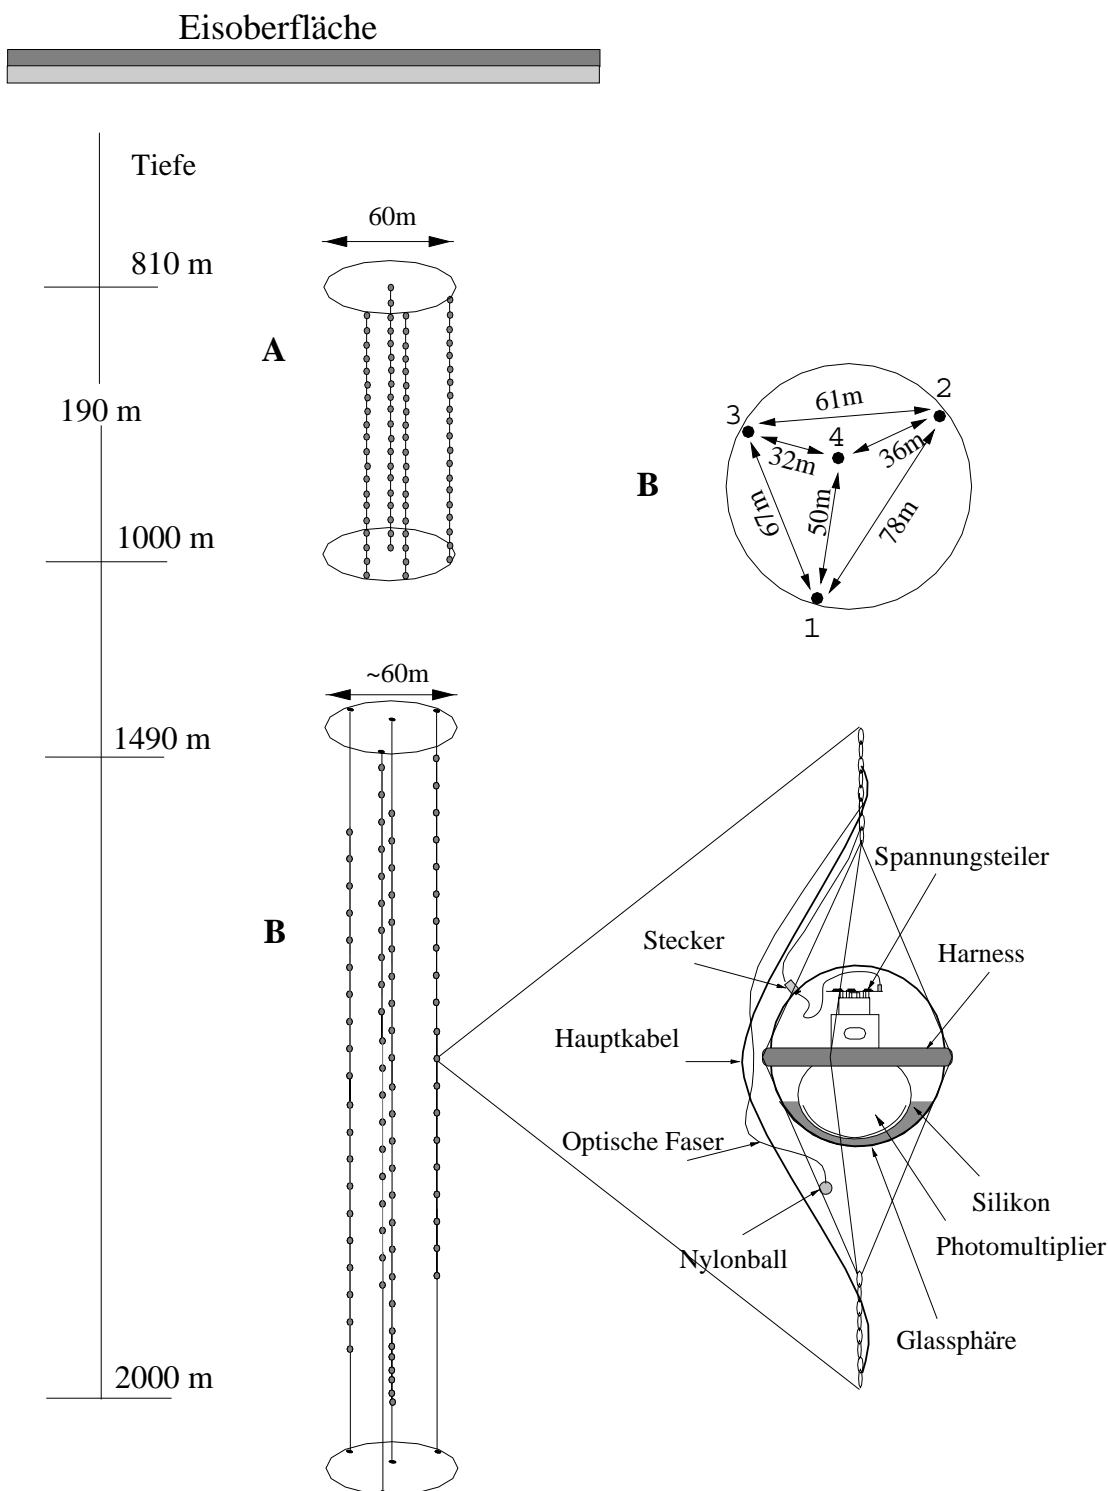 Eisoberfläche
Tiefe
60m
810 m
A
190 m
1000 m
3
61m
2
4
32m
36m
B
67m
50m
78m
1
~60m
1490 m
B
Spannungsteiler
Stecker
Harness
Hauptkabel
Optische Faser
Silikon
Nylonball
Photomultiplier
Glassphäre
2000 m